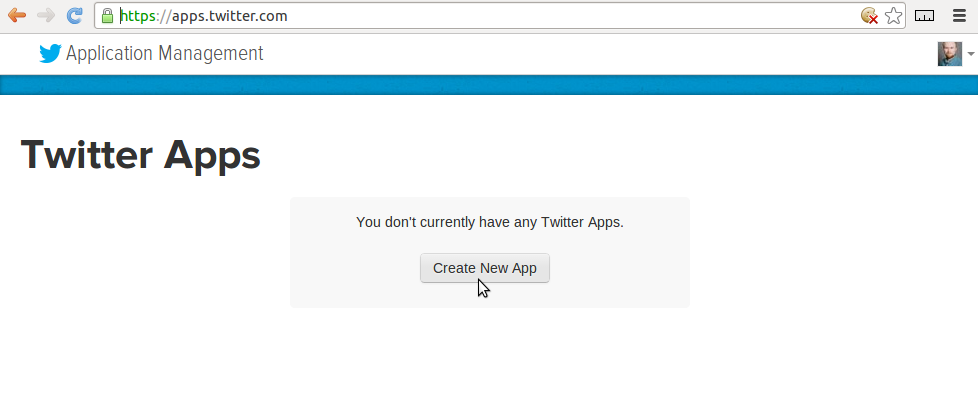 https://apps.twitter.com
Application Management
Twitter Apps
You don't currently have any Twitter Apps.
Create New App